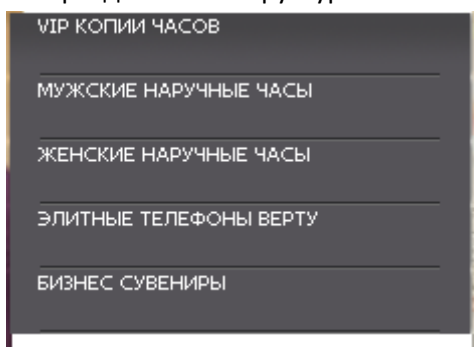 VIP КОПИИ ЧАСОВ
МУЖСКИЕ НАРУЧНЫЕ ЧАСЫ
ЖЕНСКИЕ НАРУЧНЫЕ ЧАСЫ
ЭЛИТНЫЕ ТЕЛЕФОНЫ ВЕРТУ
БИЗНЕС СУВЕНИРЫ